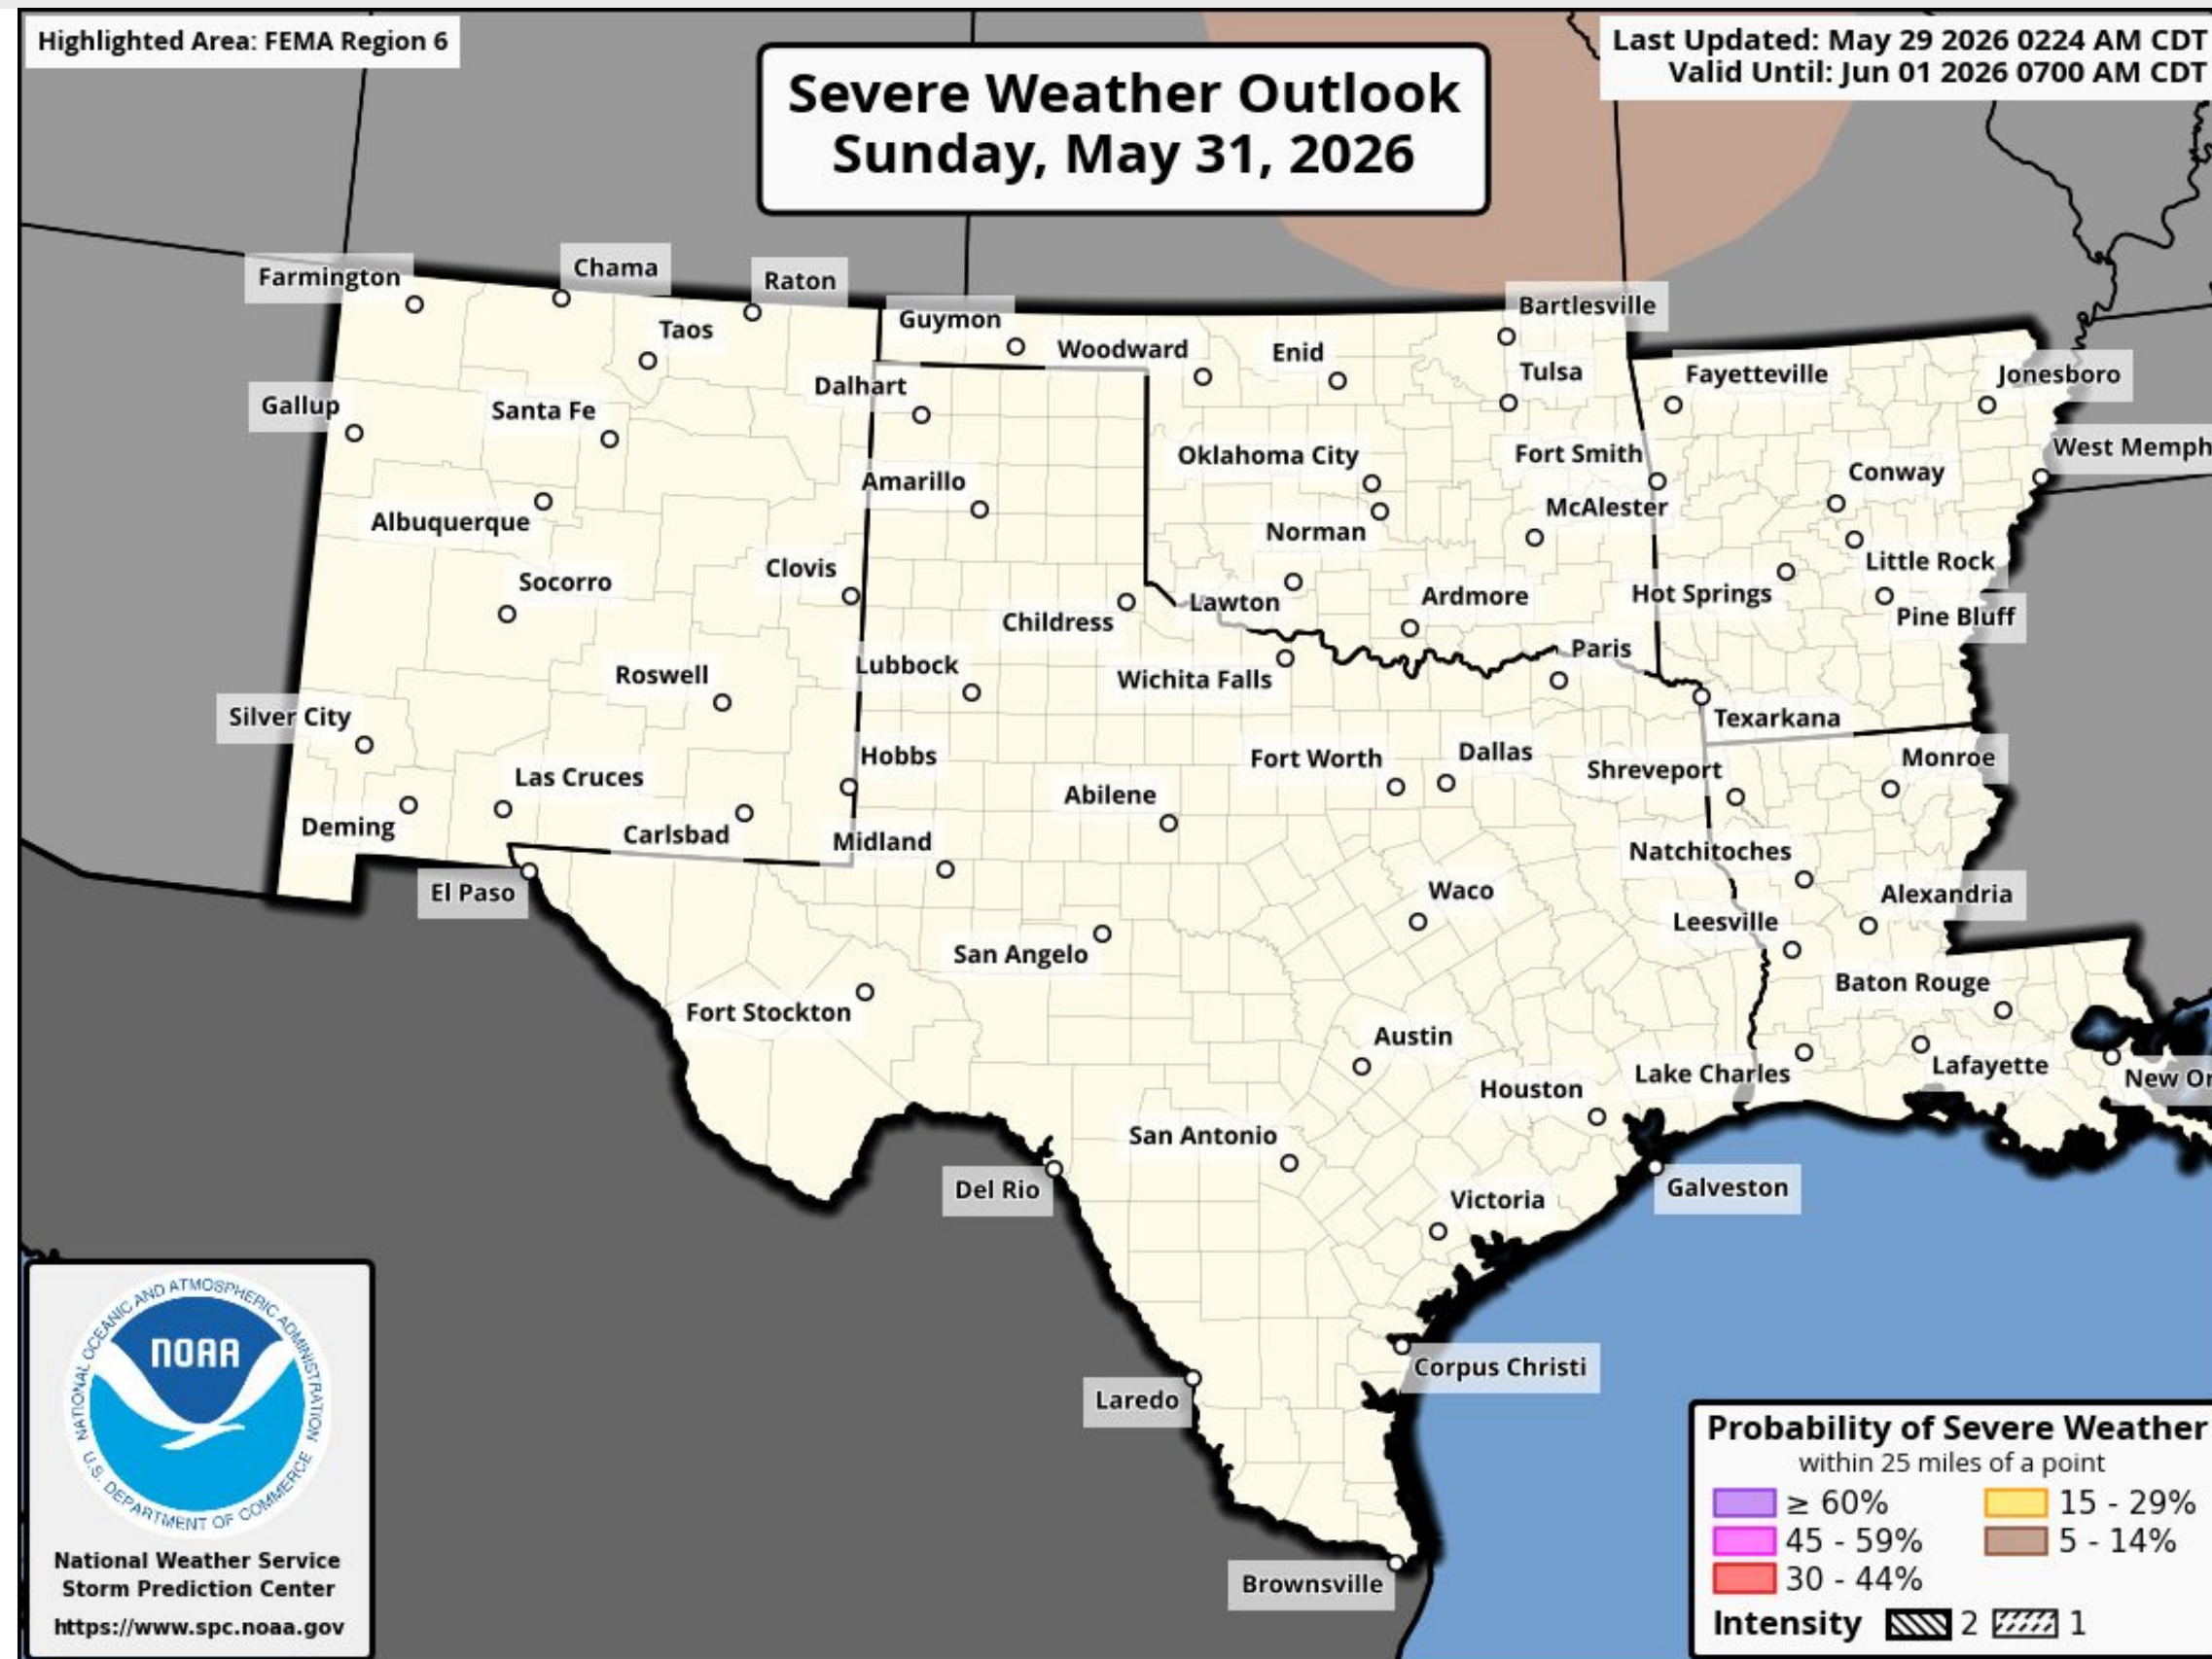 Highlighted Area: FEMA Region 6
Severe Weather Outlook
Sunday, May 31, 2026
Last Updated: May 29 2026 0224 AM CDT
Valid Until: Jun 01 2026 0700 AM CDT
Farmington
Chama
Raton
Guymon
Bartlesville
Taos
Woodward
Enid
Tulsa
Fayetteville
Jonesboro
Dalhart
Gallup
Santa Fe
Oklahoma City
Fort Smith
West Memph
Conway
Amarillo
McAlester
Albuquerque
Norman
Little Rock
Clovis
Socorro
Hot Springs
Lawton
Ardmore
Pine Bluff
Childress
Paris
Lubbock
Roswell
Wichita Falls
Silver City
Texarkana
Hobbs
Fort Worth
Dallas
Shreveport
Monroe
Las Cruces
Abilene
Deming
Carlsbad
Midland
Natchitoches
El Paso
Waco
Alexandria
Leesville
San Angelo
Baton Rouge
Fort Stockton
Austin
Lake Charles
Lafayette
New Or
Houston
San Antonio
Del Rio
Galveston
Victoria
Corpus Christi
Laredo
Brownsville
NATIONAL OCEANIC AND ATMOSPHERIC ADMINISTRATION
NOAA
U.S. DEPARTMENT OF COMMERCE
National Weather Service
Storm Prediction Center
https://www.spc.noaa.gov
Probability of Severe Weather
within 25 miles of a point
≥ 60%
15 - 29%
45 - 59%
5 - 14%
30 - 44%
Intensity 2 1